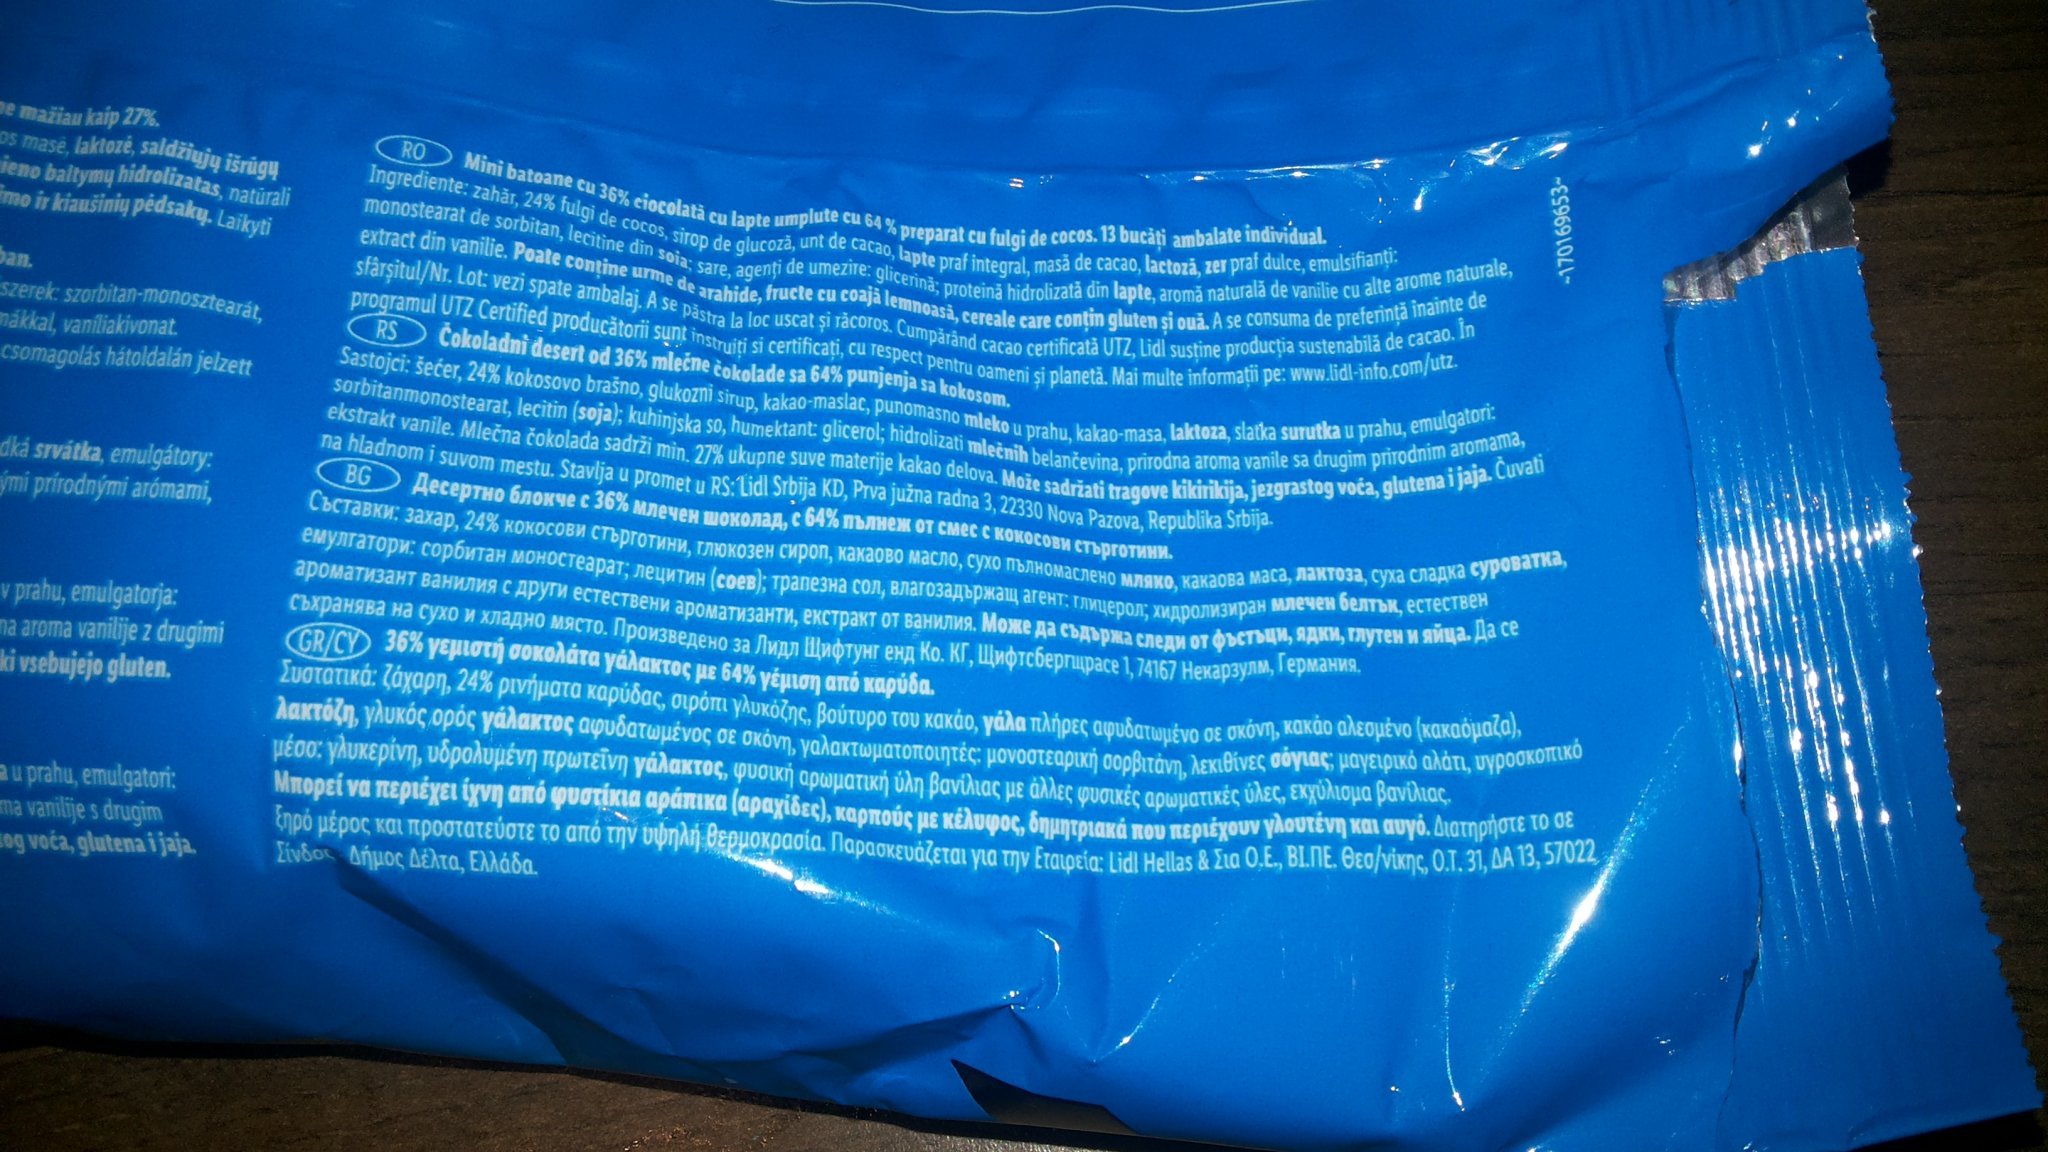 mažiau kaip 27%.
masė, laktozė, saldžiųjų išrūgų
baltymų hidrolizatas, natūrali
ir kiaušinių pėdsakų. Laikyti
szorbitan-monosztearát,
vaníliakivonat.
csomagolás hátoldalán jelzett
srvátka, emulgátory:
prírodnými arómami,
v prahu, emulgatorja:
na aroma vanilije z drugimi
vsebujejo gluten.
u prahu, emulgatori:
vanilije s drugim
voća, glutena i jaja.
RO Mini batoane cu 36% ciocolată cu lapte umplute cu 64 % preparat cu fulgi de cocos. 13 bucăți ambalate individual.
Ingrediente: zahăr, 24% fulgi de cocos, sirop de glucoză, unt de cacao, lapte praf integral, masă de cacao, lactoză, zer praf dulce, emulsifianți:
monostearat de sorbitan, lecitine din soia; sare, agenți de umezire: glicerină; proteină hidrolizată din lapte, aromă naturală de vanilie cu alte arome naturale,
extract din vanilie. Poate conține urme de arahide, fructe cu coajă lemnoasă, cereale care conțin gluten și ouă. A se consuma de preferință înainte de
sfârșitul/Nr. Lot: vezi spate ambalaj. A se păstra la loc uscat și răcoros. Cumpărând cacao certificată UTZ, Lidl susține producția sustenabilă de cacao. În
programul UTZ Certified producătorii sunt instruiți si certificați, cu respect pentru oameni și planetă. Mai multe informații pe: www.lidl-info.com/utz.
RS Čokoladni desert od 36% mlečne čokolade sa 64% punjenja sa kokosom.
Sastojci: šećer, 24% kokosovo brašno, glukozni sirup, kakao-maslac, punomasno mleko u prahu, kakao-masa, laktoza, slatka surutka u prahu, emulgatori:
sorbitanmonostearat, lecitin (soja); kuhinjska so, humektant: glicerol; hidrolizati mlečnih belančevina, prirodna aroma vanile sa drugim prirodnim aromama,
ekstrakt vanile. Mlečna čokolada sadrži min. 27% ukupne suve materije kakao delova. Može sadržati tragove kikirikija, jezgrastog voća, glutena i jaja. Čuvati
na hladnom i suvom mestu. Stavlja u promet u RS: Lidl Srbija KD, Prva južna radna 3, 22330 Nova Pazova, Republika Srbija.
BG Десертно блокче с 36% млечен шоколад, с 64% пълнеж от смес с кокосови стърготини.
Съставки: захар, 24% кокосови стърготини, глюкозен сироп, какаово масло, сухо пълномаслено мляко, какаова маса, лактоза, суха сладка суроватка,
емулгатори: сорбитан моностеарат; лецитин (соев); трапезна сол, влагозадържащ агент: глицерол; хидролизиран млечен белтък, естествен
ароматизант ванилия с други естествени ароматизанти, екстракт от ванилия. Може да съдържа следи от фъстъци, ядки, глутен и яйца. Да се
съхранява на сухо и хладно място. Произведено за Лидл Щифтунг енд Ко. КГ, Щифтсбергщрасе 1, 74167 Некарзулм, Германия.
GR/CY 36% γεμιστή σοκολάτα γάλακτος με 64% γέμιση από καρύδα.
Συστατικά: ζάχαρη, 24% ρινήματα καρύδας, σιρόπι γλυκόζης, βούτυρο του κακάο, γάλα πλήρες αφυδατωμένο σε σκόνη, κακάο αλεσμένο (κακαόμαζα),
λακτόζη, γλυκός ορός γάλακτος αφυδατωμένος σε σκόνη, γαλακτωματοποιητές: μονοστεαρική σορβιτάνη, λεκιθίνες σόγιας; μαγειρικό αλάτι, υγροσκοπικό
μέσο: γλυκερίνη, υδρολυμένη πρωτεΐνη γάλακτος, φυσική αρωματική ύλη βανίλιας με άλλες φυσικές αρωματικές ύλες, εκχύλισμα βανίλιας.
Μπορεί να περιέχει ίχνη από φυστίκια αράπικα (αραχίδες), καρπούς με κέλυφος, δημητριακά που περιέχουν γλουτένη και αυγό. Διατηρήστε το σε
ξηρό μέρος και προστατεύστε το από την υψηλή θερμοκρασία. Παρασκευάζεται για την Εταιρεία: Lidl Hellas & Σια Ο.Ε., ΒΙ.ΠΕ. Θεσ/νίκης, Ο.Τ. 31, ΔΑ 13, 57022
Σίνδος, Δήμος Δέλτα, Ελλάδα.
~170169653~